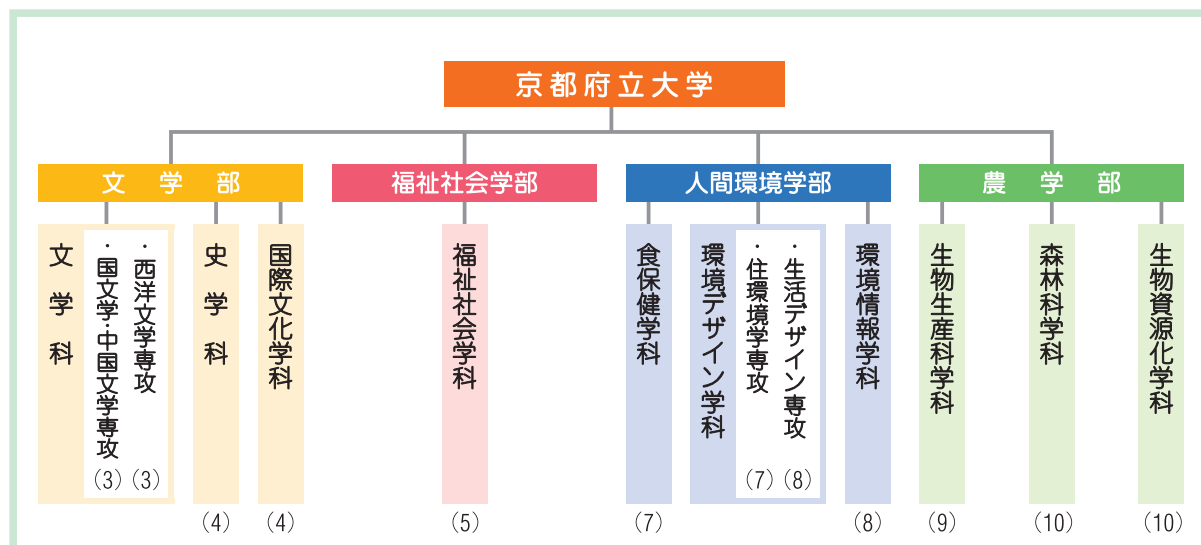 京都府立大学
文学部
福祉社会学部
人間環境学部
農学部
文学科
・国文学・中国文学専攻
(3)
・西洋文学専攻
(3)
史学科
(4)
国際文化学科
(4)
福祉社会学科
(5)
食保健学科
(7)
環境デザイン学科
・住環境学専攻
(7)
・生活デザイン専攻
(8)
環境情報学科
(8)
生物生産科学科
(9)
森林科学科
(10)
生物資源化学科
(10)